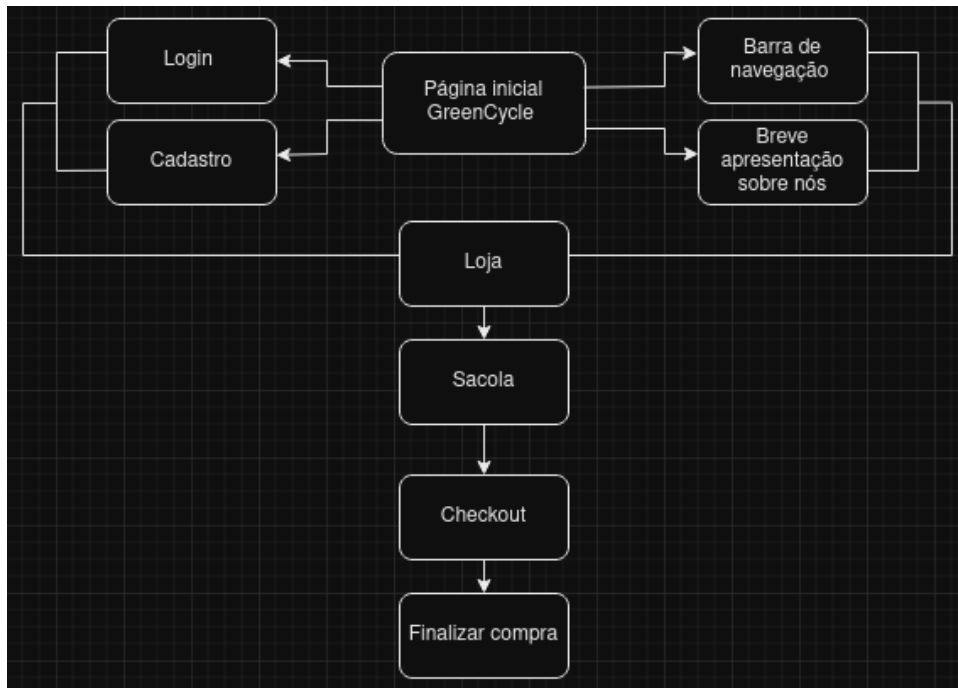 Login
Página inicial
GreenCycle
Barra de
navegação
Cadastro
Breve
apresentação
sobre nós
Loja
Sacola
Checkout
Finalizar compra